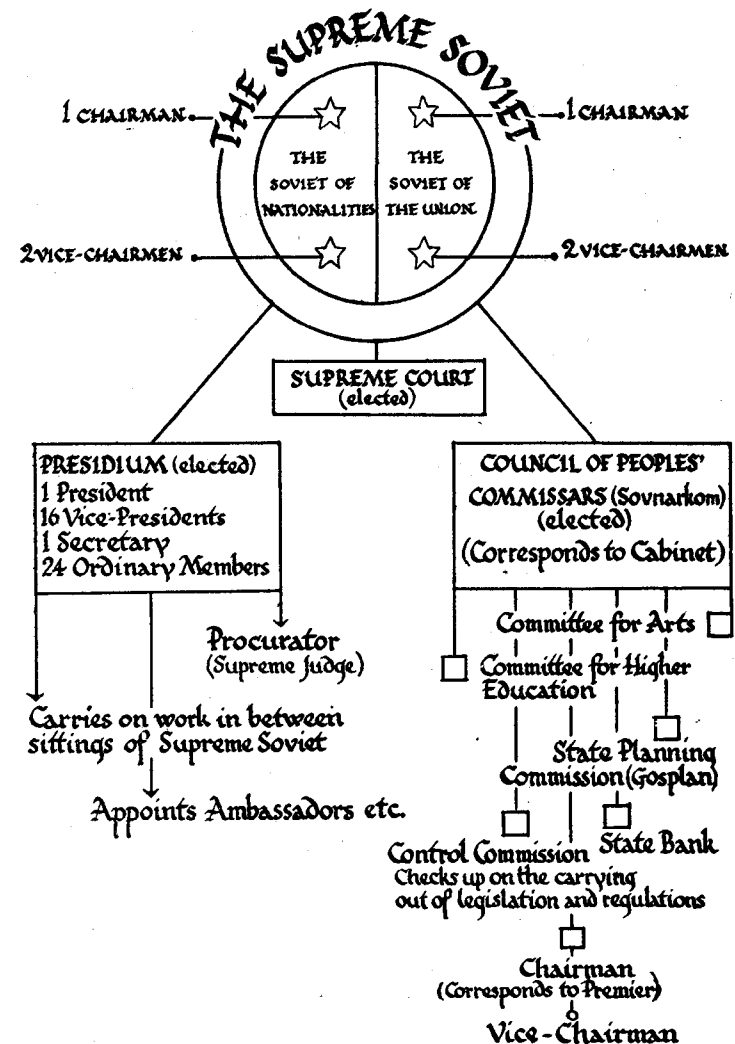 THE SUPREME SOVIET
1 CHAIRMAN
1 CHAIRMAN
THE
SOVIET OF
NATIONALITIES
THE
SOVIET OF
THE UNION
2 VICE-CHAIRMEN
2 VICE-CHAIRMEN
SUPREME COURT
(elected)
PRESIDIUM (elected)
1 President
16 Vice-Presidents
1 Secretary
24 Ordinary Members
COUNCIL OF PEOPLES'
COMMISSARS (Sovnarkom)
(elected)
(Corresponds to Cabinet)
Procurator
(Supreme Judge)
Carries on work in between
sittings of Supreme Soviet
Appoints Ambassadors etc.
Committee for Arts
Committee for Higher
Education
State Planning
Commission (Gosplan)
State Bank
Control Commission
Checks up on the carrying
out of legislation and regulations
Chairman
(Corresponds to Premier)
Vice-Chairman